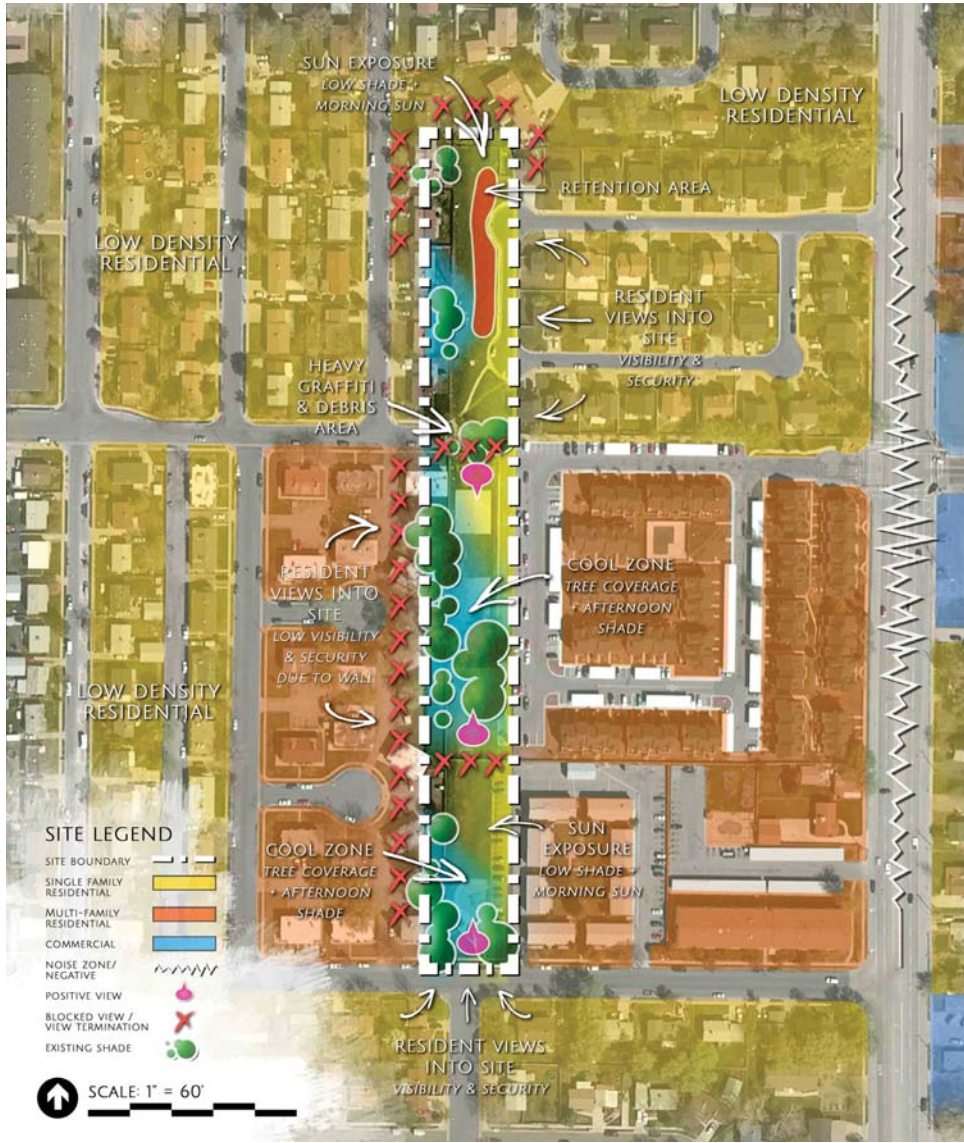 SUN EXPOSURE
LOW SHADE +
MORNING SUN
LOW DENSITY
RESIDENTIAL
RETENTION AREA
LOW DENSITY
RESIDENTIAL
RESIDENT
VIEWS INTO
SITE
VISIBILITY &
SECURITY
HEAVY
GRAFFITI
& DEBRIS
AREA
RESIDENT
VIEWS INTO
SITE
LOW VISIBILITY
& SECURITY
DUE TO WALL
COOL ZONE
TREE COVERAGE
+ AFTERNOON
SHADE
LOW DENSITY
RESIDENTIAL
COOL ZONE
TREE COVERAGE
+ AFTERNOON
SHADE
SUN
EXPOSURE
LOW SHADE +
MORNING SUN
RESIDENT VIEWS
INTO SITE
VISIBILITY & SECURITY
SITE LEGEND
SITE BOUNDARY
SINGLE FAMILY
RESIDENTIAL
MULTI-FAMILY
RESIDENTIAL
COMMERCIAL
NOISE ZONE/
NEGATIVE
POSITIVE VIEW
BLOCKED VIEW /
VIEW TERMINATION
EXISTING SHADE
SCALE: 1" = 60'